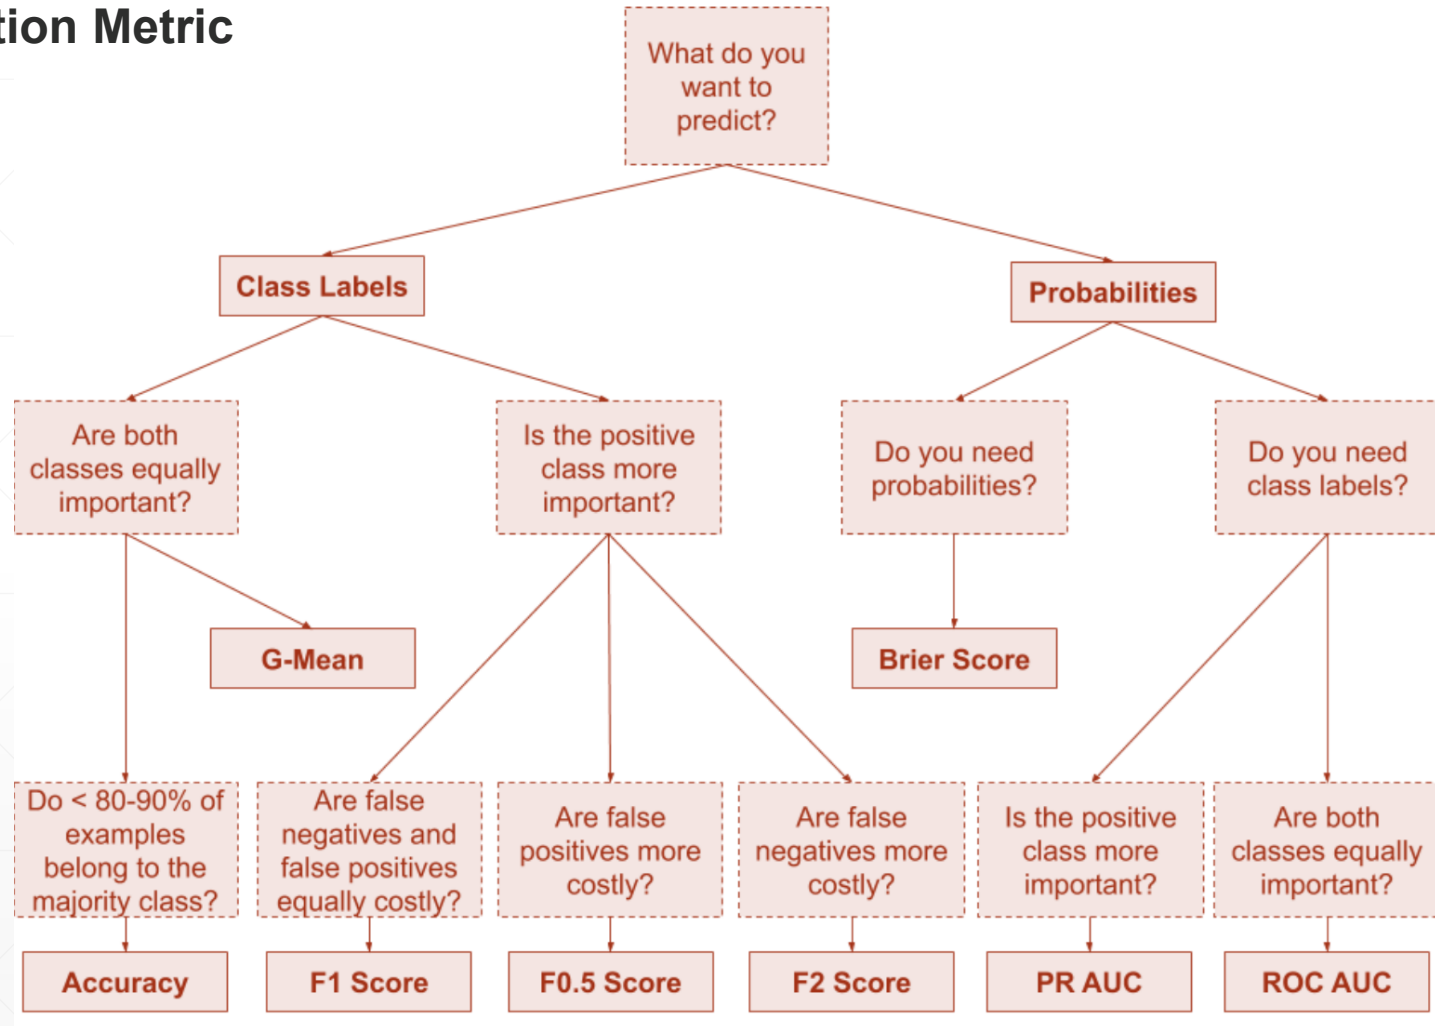 tion Metric
What do you
want to
predict?
Class Labels
Probabilities
Are both
classes equally
important?
Is the positive
class more
important?
Do you need
probabilities?
Do you need
class labels?
G-Mean
Brier Score
Do < 80-90% of
examples
belong to the
majority class?
Are false
negatives and
false positives
equally costly?
Are false
positives more
costly?
Are false
negatives more
costly?
Is the positive
class more
important?
Are both
classes equally
important?
Accuracy
F1 Score
F0.5 Score
F2 Score
PR AUC
ROC AUC